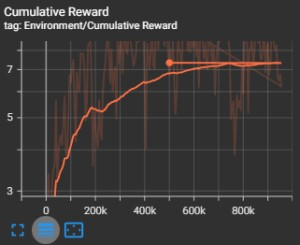 Cumulative Reward
tag: Environment/Cumulative Reward
7
5
3
0 200k 400k 600k 800k